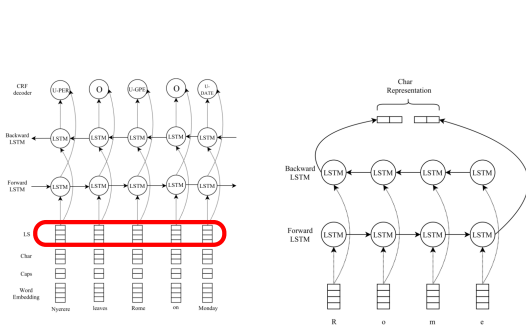 CRF
decoder
U-PER O U-GPE O U-
DATE
Backward
LSTM
LSTM LSTM LSTM LSTM LSTM
Forward
LSTM
LSTM LSTM LSTM LSTM LSTM
LS
Char
Caps
Word
Embedding
Nyerere leaves Rome on Monday
Char
Representation
Backward
LSTM
LSTM LSTM LSTM LSTM
Forward
LSTM
LSTM LSTM LSTM LSTM
R o m e